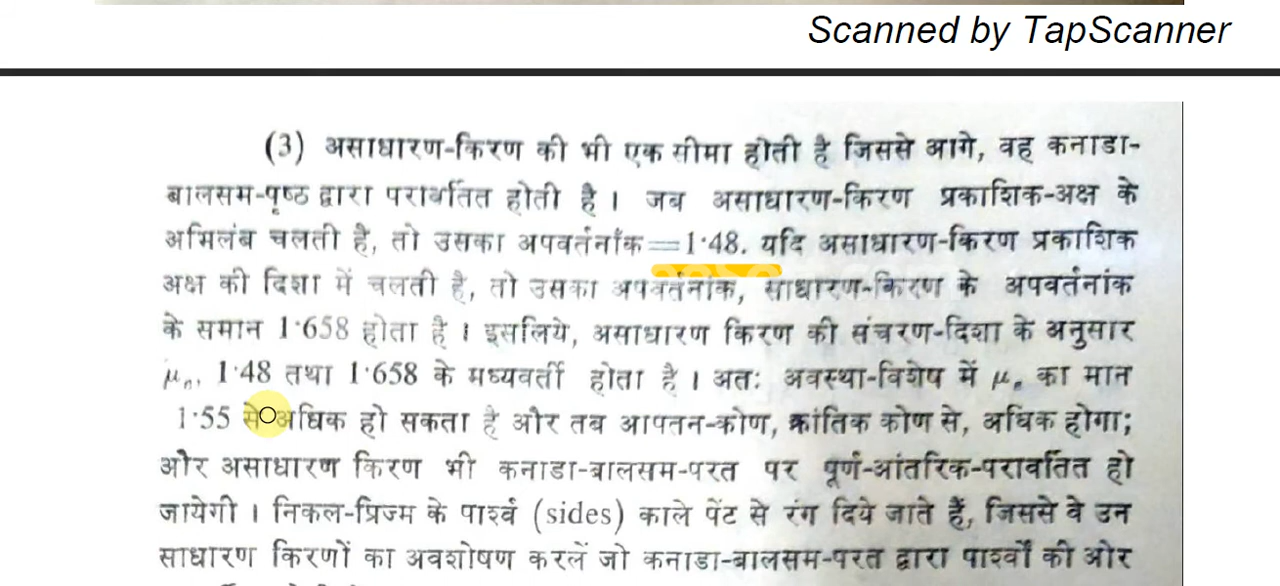 Scanned by TapScanner
(3) असाधारण-किरण की भी एक सीमा होती है जिससे आगे, वह कनाडा-
बालसम-पृष्ठ द्वारा परावर्तित होती है । जब असाधारण-किरण प्रकाशिक-अक्ष के
अभिलंब चलती है, तो उसका अपवर्तनाँक=1·48. यदि असाधारण-किरण प्रकाशिक
अक्ष की दिशा में चलती है, तो उसका अपवर्तनांक, साधारण-किरण के अपवर्तनांक
के समान 1·658 होता है । इसलिये, असाधारण किरण की संचरण-दिशा के अनुसार
1·48 तथा 1·658 के मध्यवर्ती होता है । अतः अवस्था-विशेष में μₑ का मान
1·55 से अधिक हो सकता है और तब आपतन-कोण, क्रांतिक कोण से, अधिक होगा;
और असाधारण किरण भी कनाडा-बालसम-परत पर पूर्ण-आंतरिक-परावर्तित हो
जायेगी । निकल-प्रिज्म के पार्श्व (sides) काले पेंट से रंग दिये जाते हैं, जिससे वे उन
साधारण किरणों का अवशोषण करलें जो कनाडा-बालसम-परत द्वारा पार्श्वों की ओर